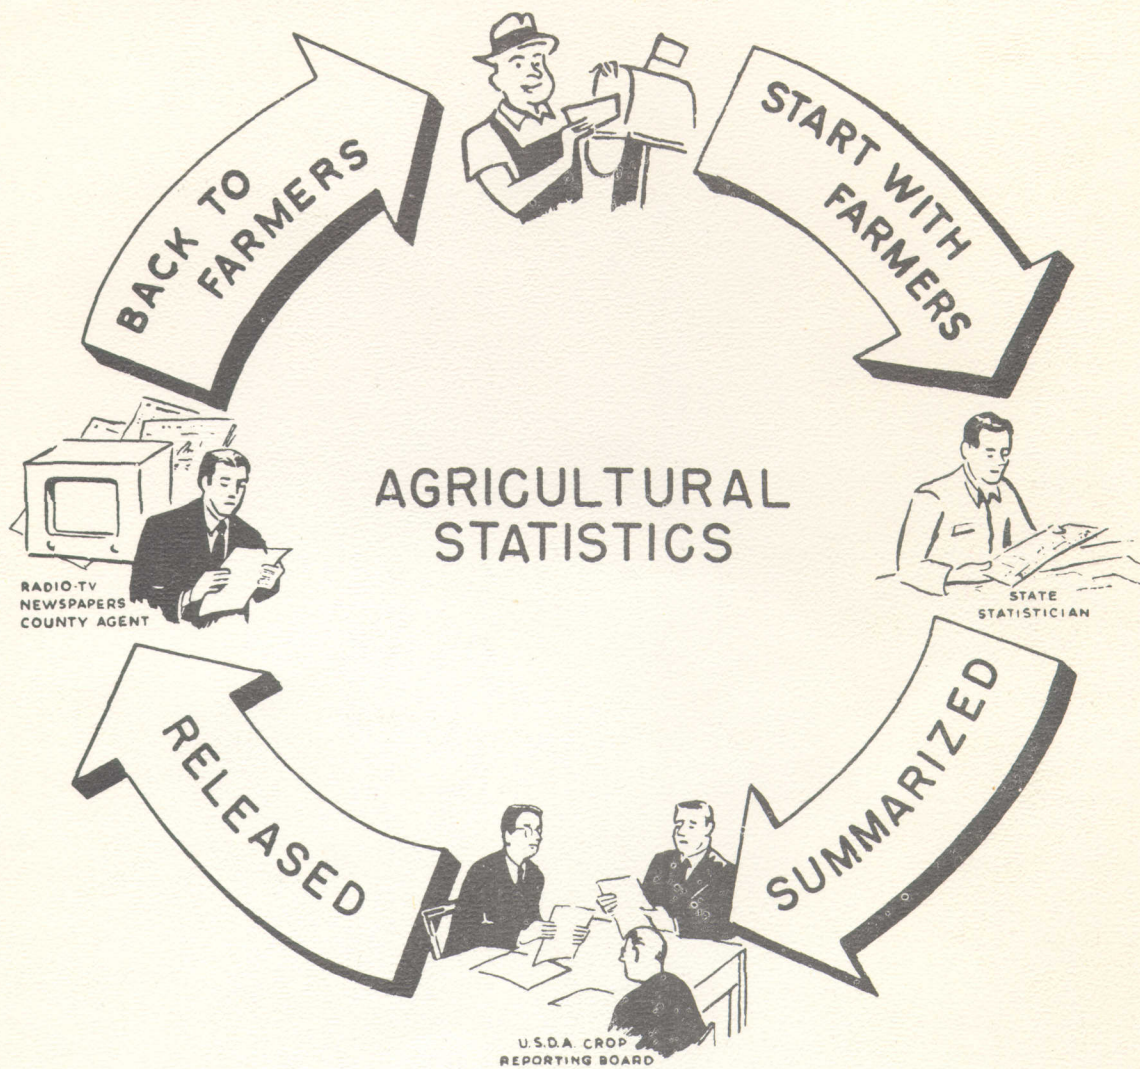 START WITH
FARMERS
STATE
STATISTICIAN
SUMMARIZED
U.S.D.A. CROP
REPORTING BOARD
RELEASED
RADIO-TV
NEWSPAPERS
COUNTY AGENT
BACK TO
FARMERS
AGRICULTURAL
STATISTICS